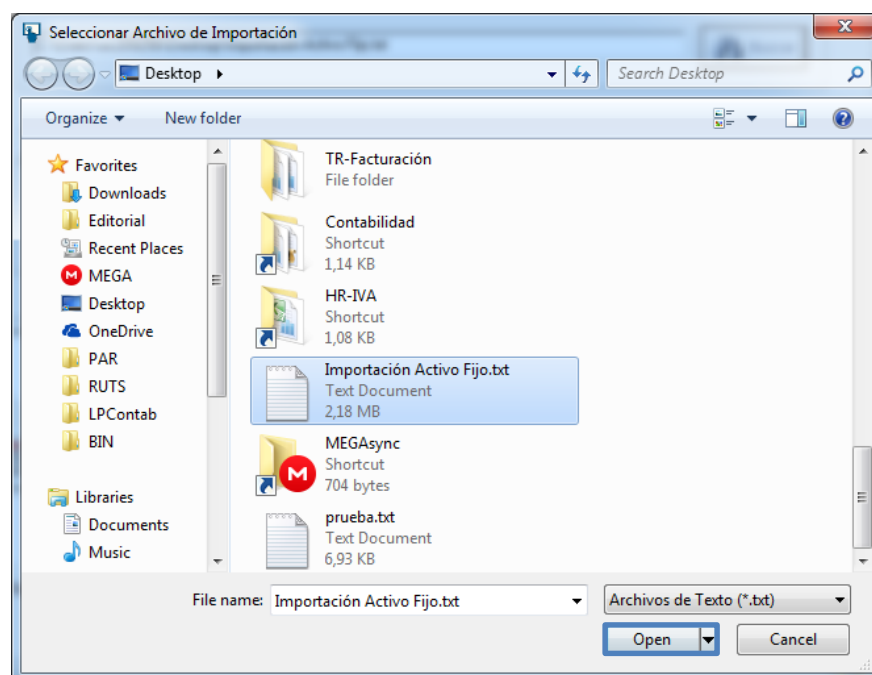 Seleccionar Archivo de Importación
Desktop
Search Desktop
Organize
New folder
Favorites
Downloads
Editorial
Recent Places
MEGA
Desktop
OneDrive
PAR
RUTS
LPContab
BIN
Libraries
Documents
Music
TR-Facturación
File folder
Contabilidad
Shortcut
1,14 KB
HR-IVA
Shortcut
1,08 KB
Importación Activo Fijo.txt
Text Document
2,18 MB
MEGAsync
Shortcut
704 bytes
prueba.txt
Text Document
6,93 KB
File name: Importación Activo Fijo.txt
Archivos de Texto (*.txt)
Open
Cancel